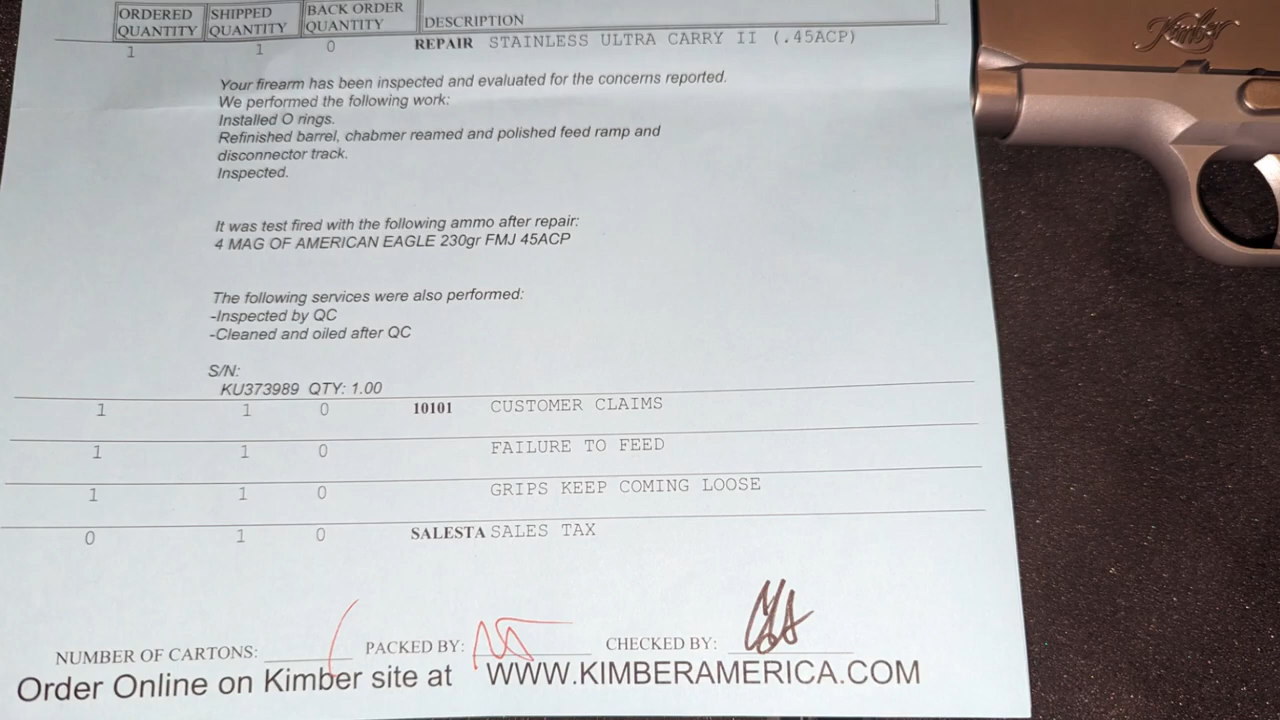 ORDERED QUANTITY SHIPPED QUANTITY BACK ORDER QUANTITY DESCRIPTION
1 1 0 REPAIR STAINLESS ULTRA CARRY II (.45ACP)
Your firearm has been inspected and evaluated for the concerns reported.
We performed the following work:
Installed O rings.
Refinished barrel, chabmer reamed and polished feed ramp and
disconnector track.
Inspected.
It was test fired with the following ammo after repair:
4 MAG OF AMERICAN EAGLE 230gr FMJ 45ACP
The following services were also performed:
-Inspected by QC
-Cleaned and oiled after QC
S/N:
KU373989 QTY: 1.00
1 1 0 10101 CUSTOMER CLAIMS
1 1 0 FAILURE TO FEED
1 1 0 GRIPS KEEP COMING LOOSE
0 1 0 SALESTA SALES TAX
NUMBER OF CARTONS: PACKED BY: CHECKED BY:
Order Online on Kimber site at WWW.KIMBERAMERICA.COM
Kimber